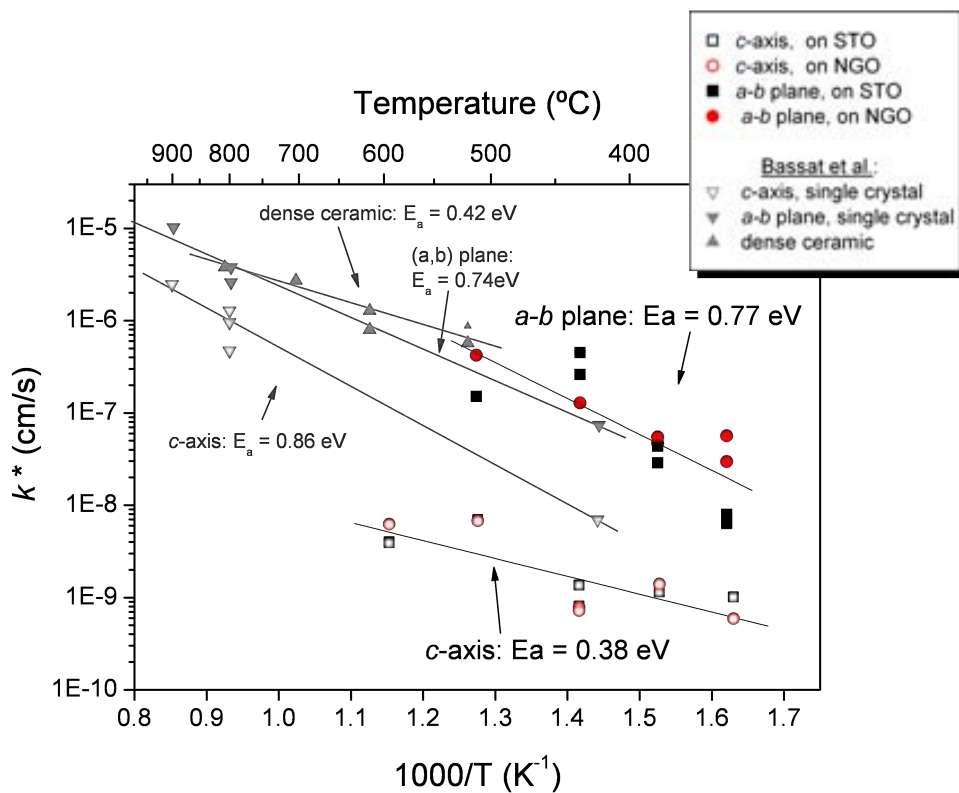 c-axis, on STO
c-axis, on NGO
a-b plane, on STO
a-b plane, on NGO
Bassat et al.:
c-axis, single crystal
a-b plane, single crystal
dense ceramic
Temperature (ºC)
900 800 700 600 500 400
dense ceramic: Ea = 0.42 eV
(a,b) plane:
Ea = 0.74eV
a-b plane: Ea = 0.77 eV
c-axis: Ea = 0.86 eV
c-axis: Ea = 0.38 eV
k* (cm/s)
1E-5
1E-6
1E-7
1E-8
1E-9
1E-10
0.8 0.9 1.0 1.1 1.2 1.3 1.4 1.5 1.6 1.7
1000/T (K-1)